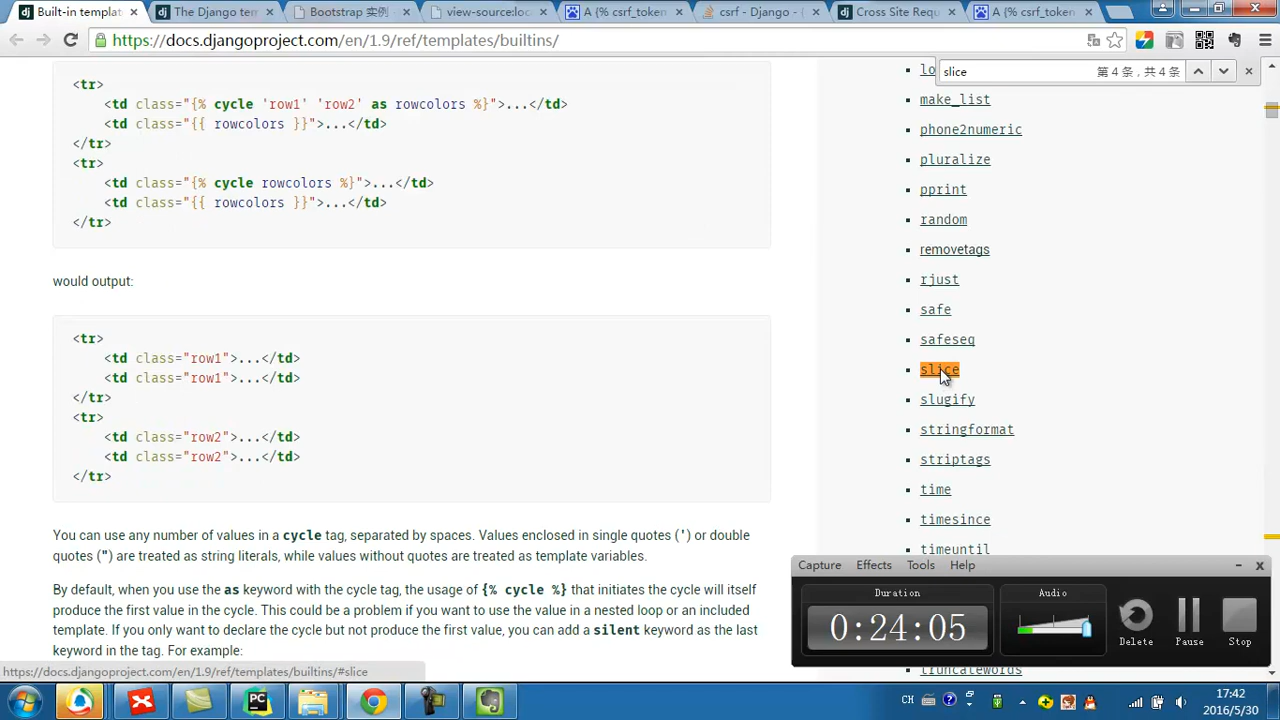 Built-in templat
The Django tem
Bootstrap 实例
view-sourceloc
A {% csrf_token
csrf - Django - (
Cross Site Requ
A {% csrf_token
https://docs.djangoproject.com/en/1.9/ref/templates/builtins/
slice 第 4 条，共 4 条
<tr>
<td class="{% cycle 'row1' 'row2' as rowcolors %}">...</td>
<td class="{{ rowcolors }}">...</td>
</tr>
<tr>
<td class="{% cycle rowcolors %}">...</td>
<td class="{{ rowcolors }}">...</td>
</tr>
would output:
<tr>
<td class="row1">...</td>
<td class="row1">...</td>
</tr>
<tr>
<td class="row2">...</td>
<td class="row2">...</td>
</tr>
You can use any number of values in a cycle tag, separated by spaces. Values enclosed in single quotes (') or double
quotes (") are treated as string literals, while values without quotes are treated as template variables.
By default, when you use the as keyword with the cycle tag, the usage of {% cycle %} that initiates the cycle will itself
produce the first value in the cycle. This could be a problem if you want to use the value in a nested loop or an included
template. If you only want to declare the cycle but not produce the first value, you can add a silent keyword as the last
keyword in the tag. For example:
https://docs.djangoproject.com/en/1.9/ref/templates/builtins/#slice
lo
make_list
phone2numeric
pluralize
pprint
random
removetags
rjust
safe
safeseq
slice
slugify
stringformat
striptags
time
timesince
timeuntil
truncatewords
Capture Effects Tools Help
Duration
0:24:05
Audio
Delete Pause Stop
PC
CH
17:42
2016/5/30